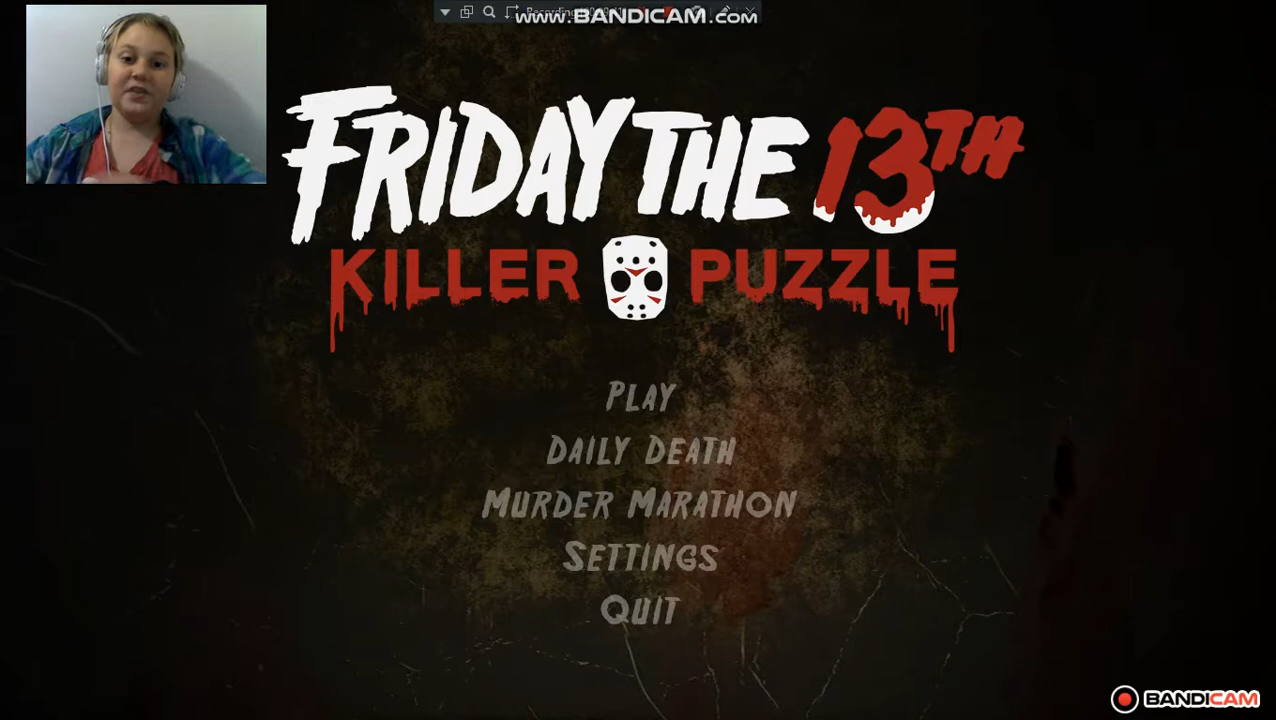 www.BANDICAM.com
FRIDAY THE 13TH
KILLER PUZZLE
PLAY
DAILY DEATH
MURDER MARATHON
SETTINGS
QUIT
BANDICAM